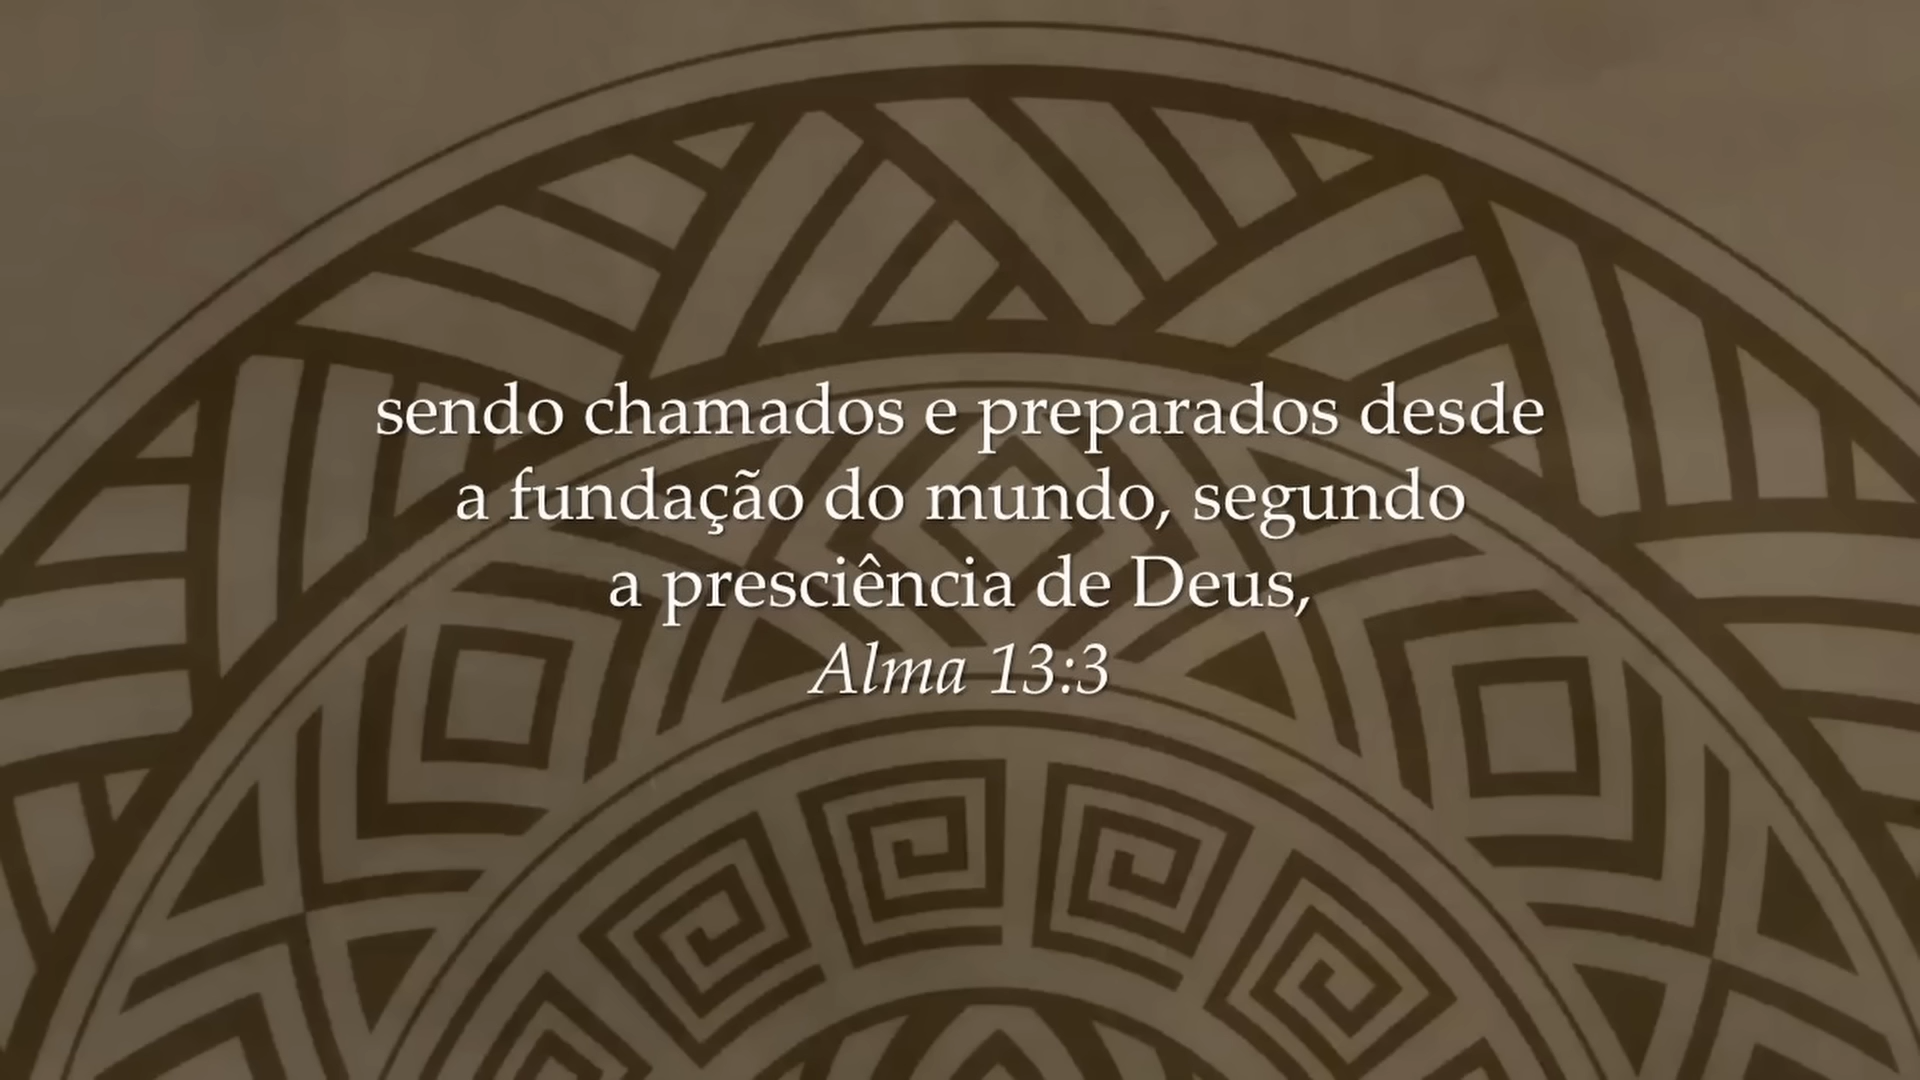 sendo chamados e preparados desde
a fundação do mundo, segundo
a presciência de Deus,
Alma 13:3